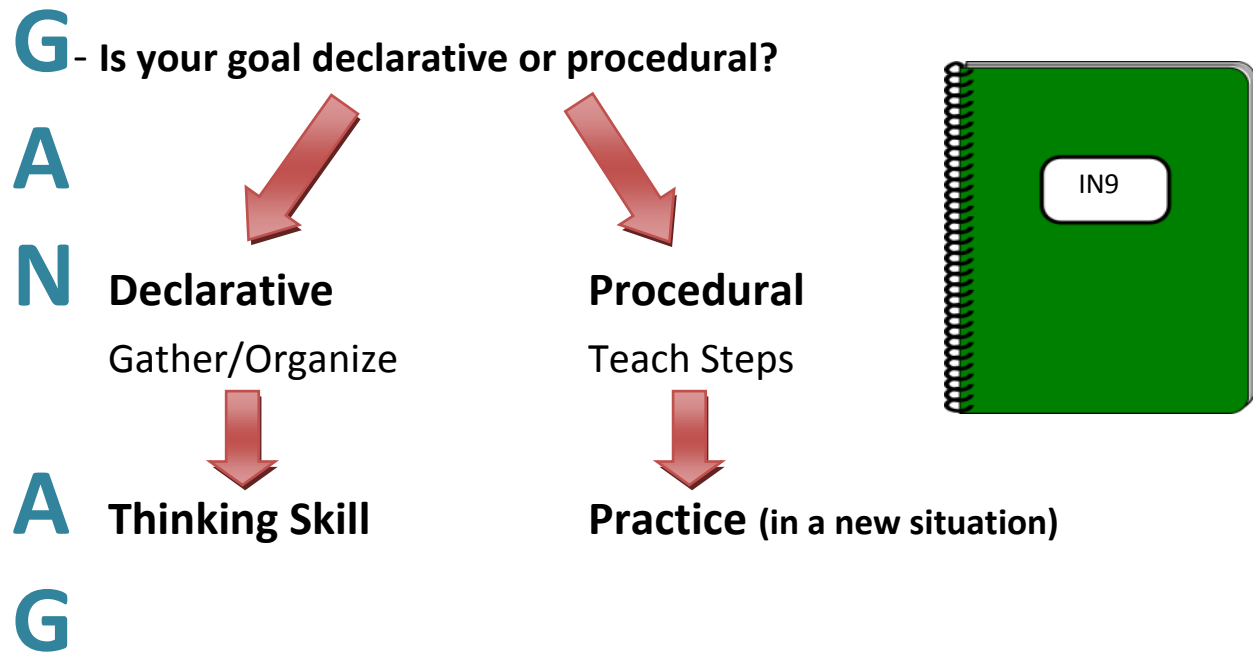 G - Is your goal declarative or procedural?
A
IN9
N Declarative Procedural
Gather/Organize Teach Steps
A Thinking Skill Practice (in a new situation)
G